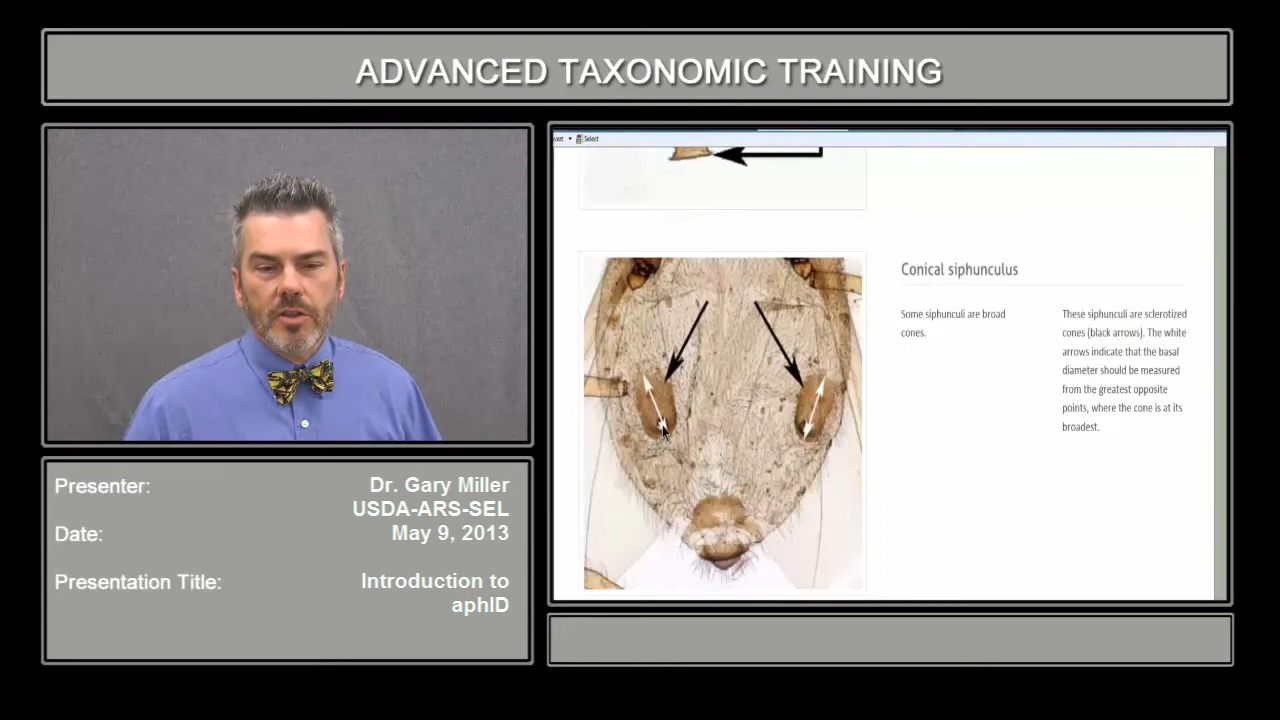 ADVANCED TAXONOMIC TRAINING
vert Select
Conical siphunculus
Some siphunculi are broad
cones.
These siphunculi are sclerotized
cones (black arrows). The white
arrows indicate that the basal
diameter should be measured
from the greatest opposite
points, where the cone is at its
broadest.
Presenter: Dr. Gary Miller
USDA-ARS-SEL
Date: May 9, 2013
Presentation Title: Introduction to
aphID